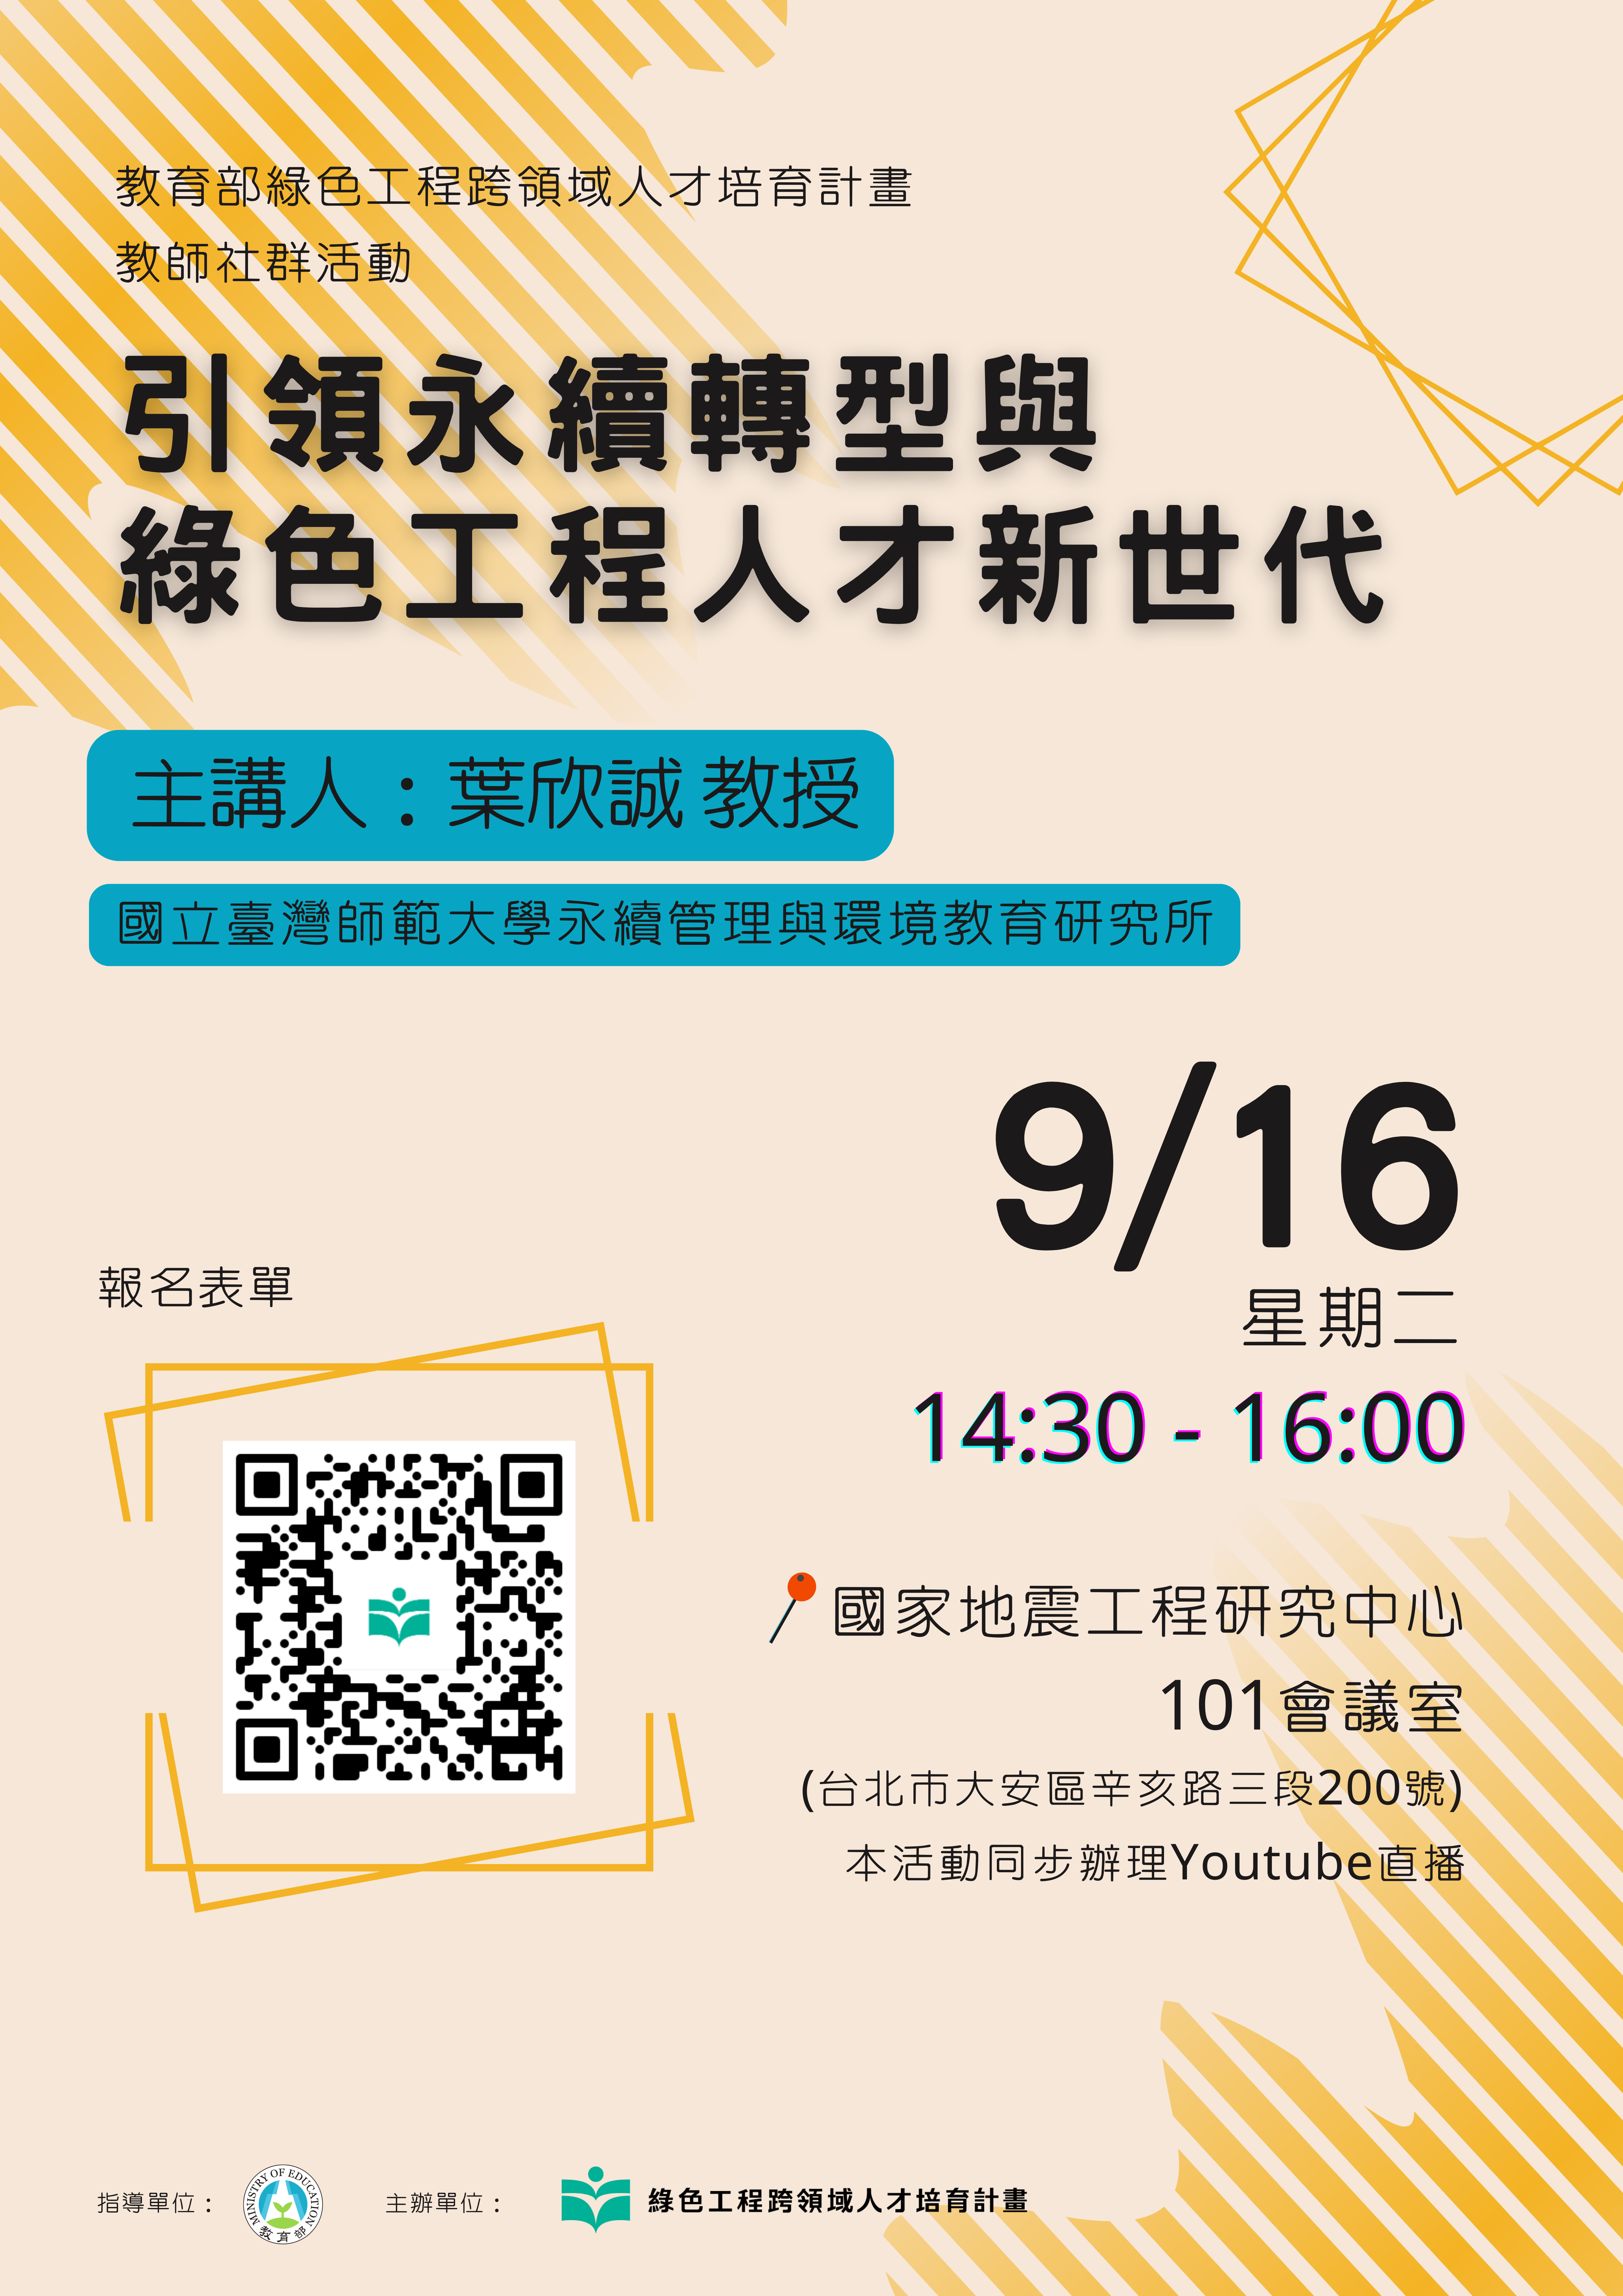 教育部綠色工程跨領域人才培育計畫
教師社群活動
引領永續轉型與
綠色工程人才新世代
主講人：葉欣誠 教授
國立臺灣師範大學永續管理與環境教育研究所
9/16
星期二
14:30 - 16:00
報名表單
國家地震工程研究中心
101會議室
(台北市大安區辛亥路三段200號)
本活動同步辦理Youtube直播
指導單位：
MINISTRY OF EDUCATION
教育部
主辦單位：
綠色工程跨領域人才培育計畫